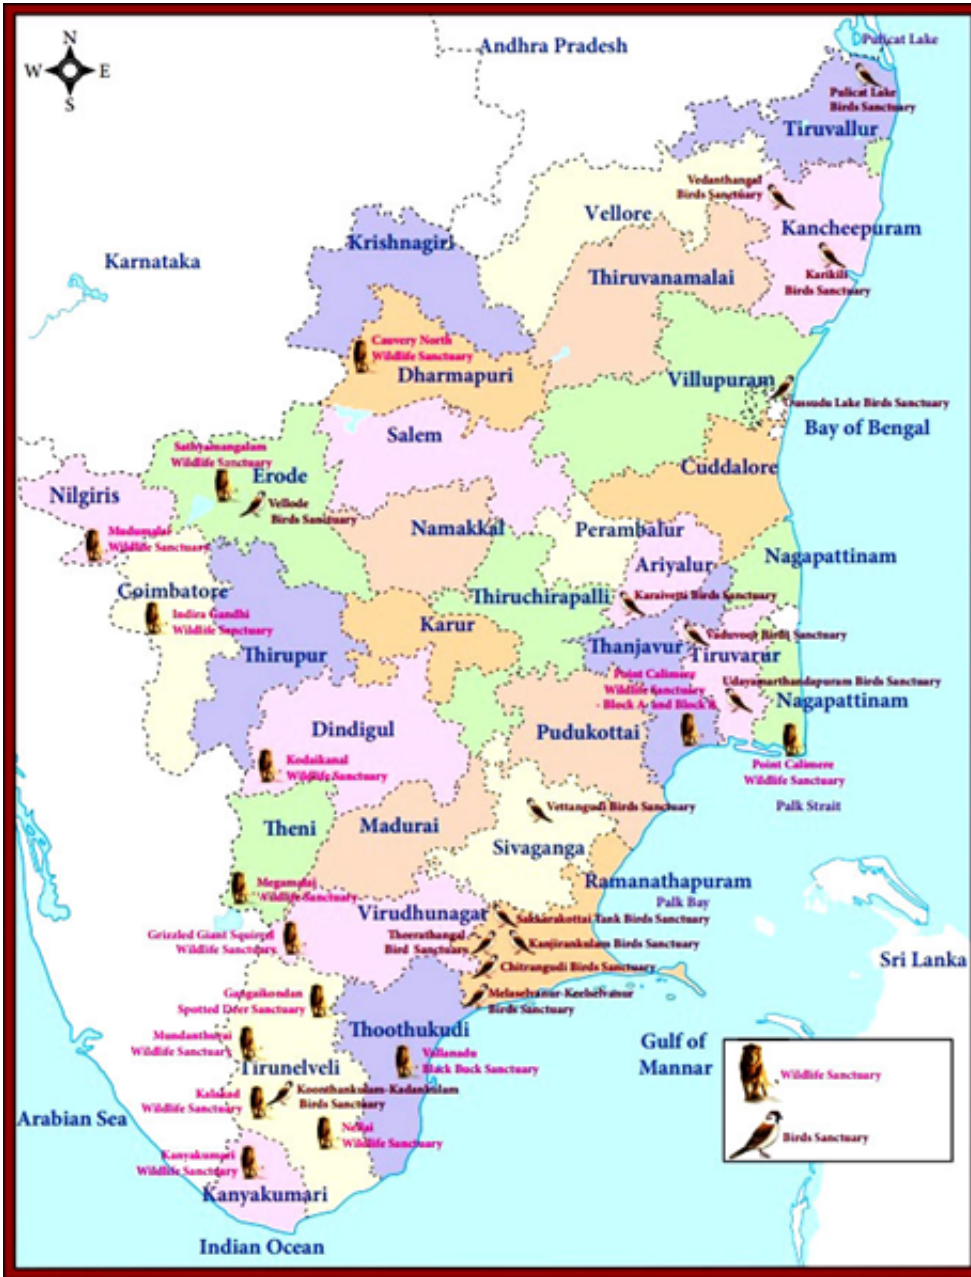 N
W E
S
Andhra Pradesh
Pulicat Lake
Pulicat Lake
Birds Sanctuary
Tiruvallur
Vedanthangal
Birds Sanctuary
Vellore
Kancheepuram
Krishnagiri
Karnataka
Thiruvanamalai
Karikili
Birds Sanctuary
Cauvery North
Wildlife Sanctuary
Dharmapuri
Villupuram
Oussudu Lake Birds Sanctuary
Bay of Bengal
Salem
Sathyamangalam
Wildlife Sanctuary
Erode
Cuddalore
Nilgiris
Vellode
Birds Sanctuary
Namakkal
Perambalur
Mudumalai
Wildlife Sanctuary
Ariyalur
Nagapattinam
Coimbatore
Thiruchirapalli
Karaivetti Birds Sanctuary
Indira Gandhi
Wildlife Sanctuary
Karur
Thanjavur
Vaduvoor Birds Sanctuary
Thirupur
Tiruvarur
Point Calimere
Wildlife Sanctuary
- Block A and Block B
Udayamarthandapuram Birds Sanctuary
Nagapattinam
Dindigul
Pudukottai
Kodaikanal
Wildlife Sanctuary
Point Calimere
Wildlife Sanctuary
Palk Strait
Vettangudi Birds Sanctuary
Theni
Madurai
Sivaganga
Megamalai
Wildlife Sanctuary
Ramanathapuram
Palk Bay
Virudhunagar
Sakkarakottai Tank Birds Sanctuary
Grizzled Giant Squirrel
Wildlife Sanctuary
Theerathangal
Bird Sanctuary
Kanjirankulam Birds Sanctuary
Sri Lanka
Chitrangudi Birds Sanctuary
Gangaikondan
Spotted Deer Sanctuary
Melaselvanur-Keelselvanur
Birds Sanctuary
Mundanthurai
Wildlife Sanctuary
Thoothukudi
Gulf of
Mannar
Tirunelveli
Vallanadu
Black Buck Sanctuary
Wildlife Sanctuary
Kalakad
Wildlife Sanctuary
Koonthankulam-Kadankulam
Birds Sanctuary
Arabian Sea
Nellai
Wildlife Sanctuary
Birds Sanctuary
Kanyakumari
Wildlife Sanctuary
Kanyakumari
Indian Ocean